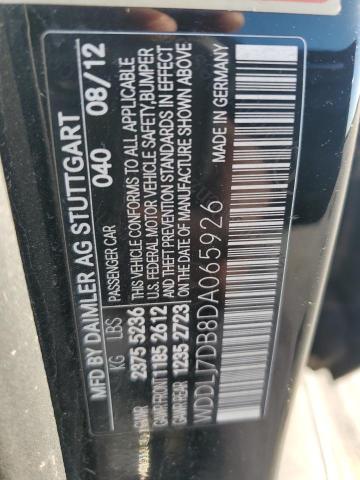 MFD BY DAIMLER AG STUTTGART
040 08/12
PASSENGER CAR
KG LBS
GVWR 2375 5236
GAWR FRONT 1185 2612
GAWR REAR 1235 2723
THIS VEHICLE CONFORMS TO ALL APPLICABLE
U.S. FEDERAL MOTOR VEHICLE SAFETY, BUMPER
AND THEFT PREVENTION STANDARDS IN EFFECT
ON THE DATE OF MANUFACTURE SHOWN ABOVE
WDDLJ7DB8DA065926
MADE IN GERMANY